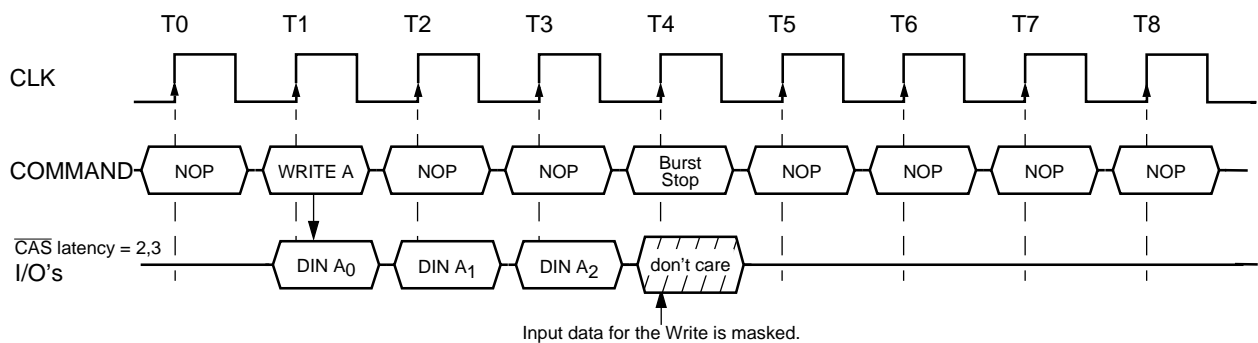 T0 T1 T2 T3 T4 T5 T6 T7 T8
CLK
COMMAND NOP WRITE A NOP NOP Burst Stop NOP NOP NOP NOP
CAS latency = 2,3
I/O's DIN A0 DIN A1 DIN A2 don't care
Input data for the Write is masked.